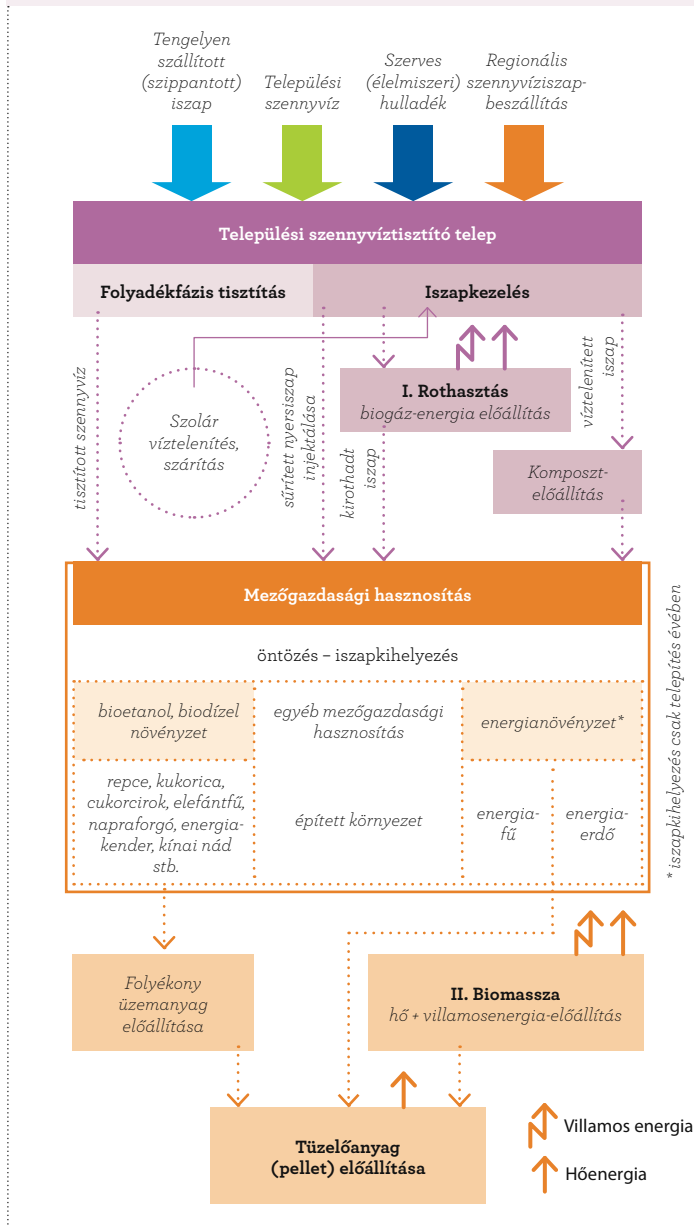 Tengelyen
szállított
(szippantott)
iszap
Települési
szennyvíz
Szerves
(élelmiszeri)
hulladék
Regionális
szennyvíziszap-
beszállítás
Települési szennyvíztisztító telep
Folyadékfázis tisztítás
Iszapkezelés
tisztított szennyvíz
Szolár
víztelenítés,
szárítás
sűrített nyersiszap
injektálása
kirothadt
iszap
I. Rothasztás
biogáz-energia előállítás
víztelenített
iszap
Komposzt-
előállítás
Mezőgazdasági hasznosítás
öntözés – iszapkihelyezés
bioetanol, biodízel
növényzet
egyéb mezőgazdasági
hasznosítás
energianövényzet*
repce, kukorica,
cukorcirok, elefántfű,
napraforgó, energia-
kender, kínai nád
stb.
épített környezet
energia-
fű
energia-
erdő
* iszapkihelyezés csak telepítés évében
Folyékony
üzemanyag
előállítása
II. Biomassza
hő + villamosenergia-előállítás
Tüzelőanyag
(pellet) előállítása
Villamos energia
Hőenergia